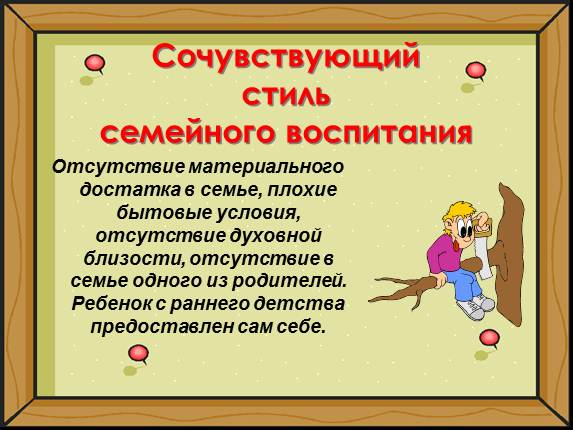 Сочувствующий
стиль
семейного воспитания
Отсутствие материального
достатка в семье, плохие
бытовые условия,
отсутствие духовной
близости, отсутствие в
семье одного из родителей.
Ребенок с раннего детства
предоставлен сам себе.